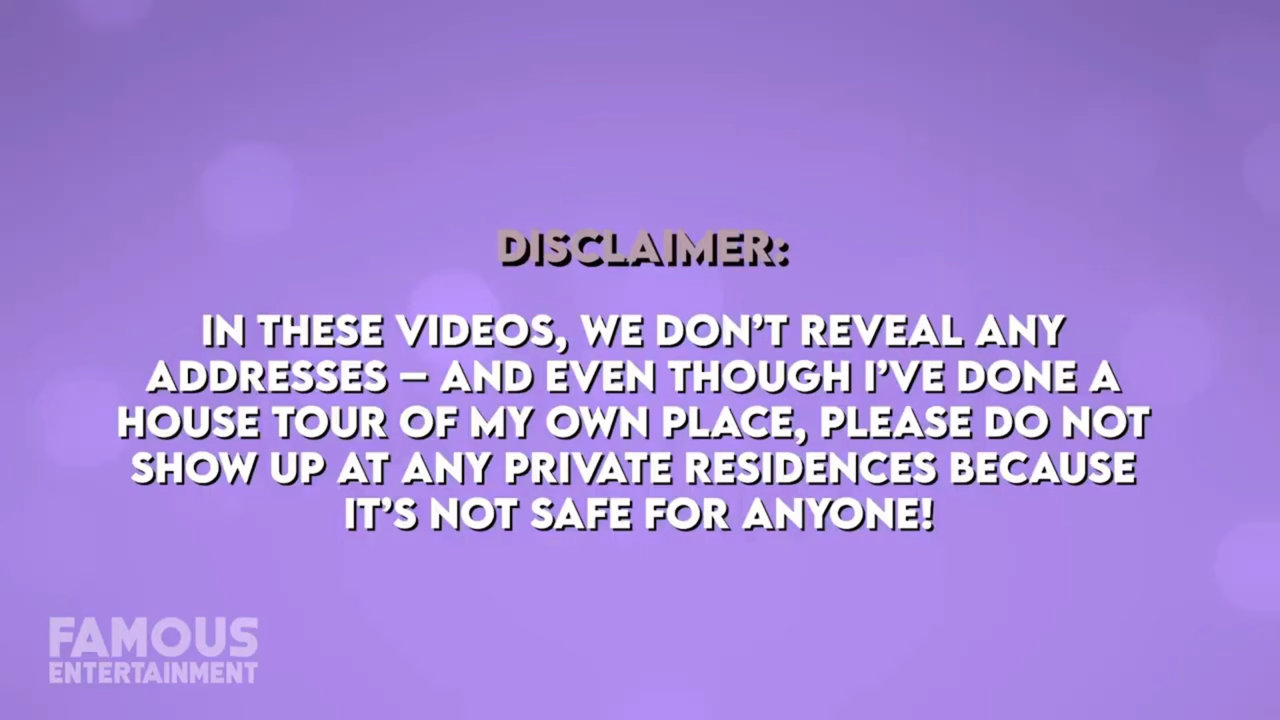 DISCLAIMER:
IN THESE VIDEOS, WE DON'T REVEAL ANY
ADDRESSES – AND EVEN THOUGH I'VE DONE A
HOUSE TOUR OF MY OWN PLACE, PLEASE DO NOT
SHOW UP AT ANY PRIVATE RESIDENCES BECAUSE
IT'S NOT SAFE FOR ANYONE!
FAMOUS
ENTERTAINMENT